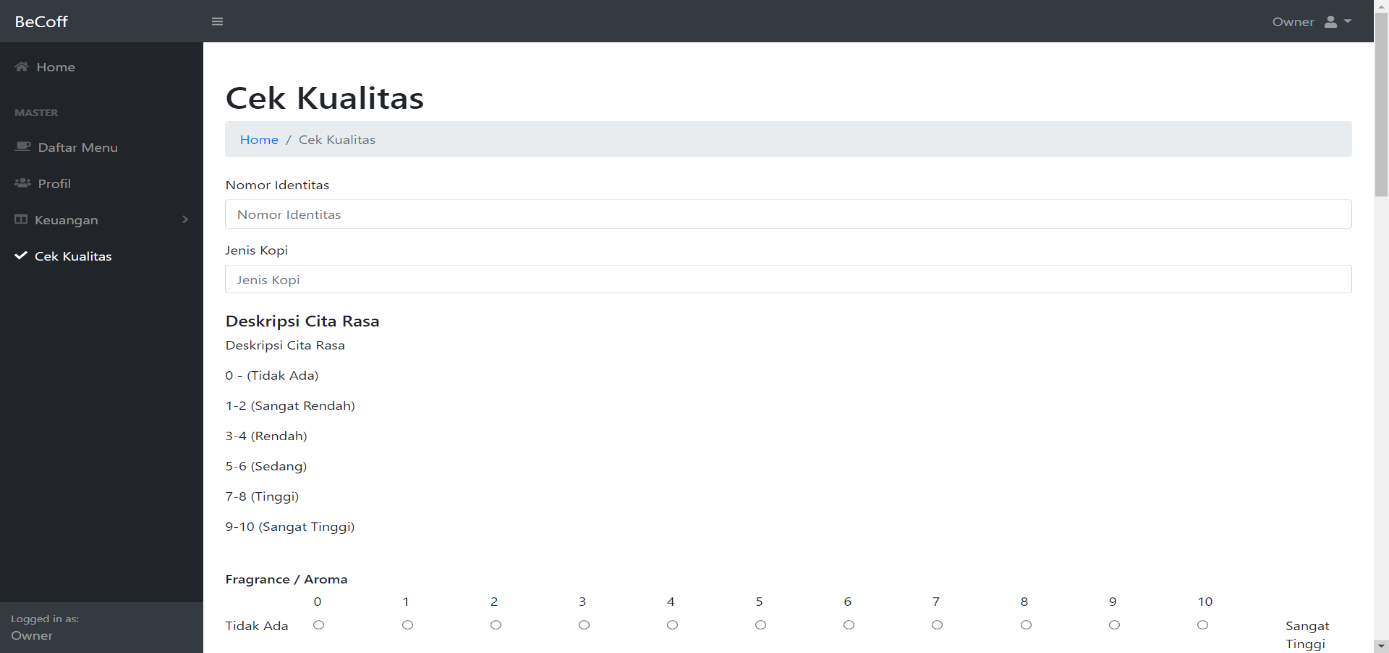 BeCoff
Owner
Home
MASTER
Daftar Menu
Profil
Keuangan
Cek Kualitas
Logged in as:
Owner
Cek Kualitas
Home / Cek Kualitas
Nomor Identitas
Nomor Identitas
Jenis Kopi
Jenis Kopi
Deskripsi Cita Rasa
Deskripsi Cita Rasa
0 - (Tidak Ada)
1-2 (Sangat Rendah)
3-4 (Rendah)
5-6 (Sedang)
7-8 (Tinggi)
9-10 (Sangat Tinggi)
Fragrance / Aroma
0 1 2 3 4 5 6 7 8 9 10
Tidak Ada Sangat
Tinggi